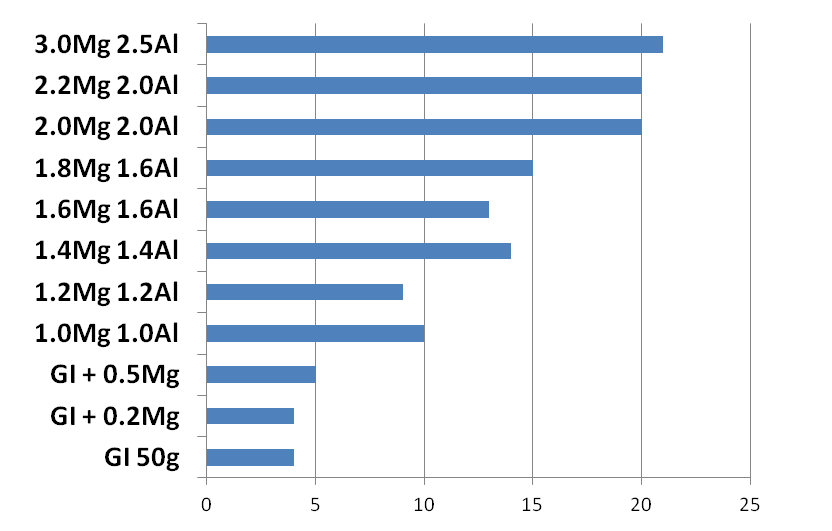 3.0Mg 2.5Al
2.2Mg 2.0Al
2.0Mg 2.0Al
1.8Mg 1.6Al
1.6Mg 1.6Al
1.4Mg 1.4Al
1.2Mg 1.2Al
1.0Mg 1.0Al
GI + 0.5Mg
GI + 0.2Mg
GI 50g
0 5 10 15 20 25